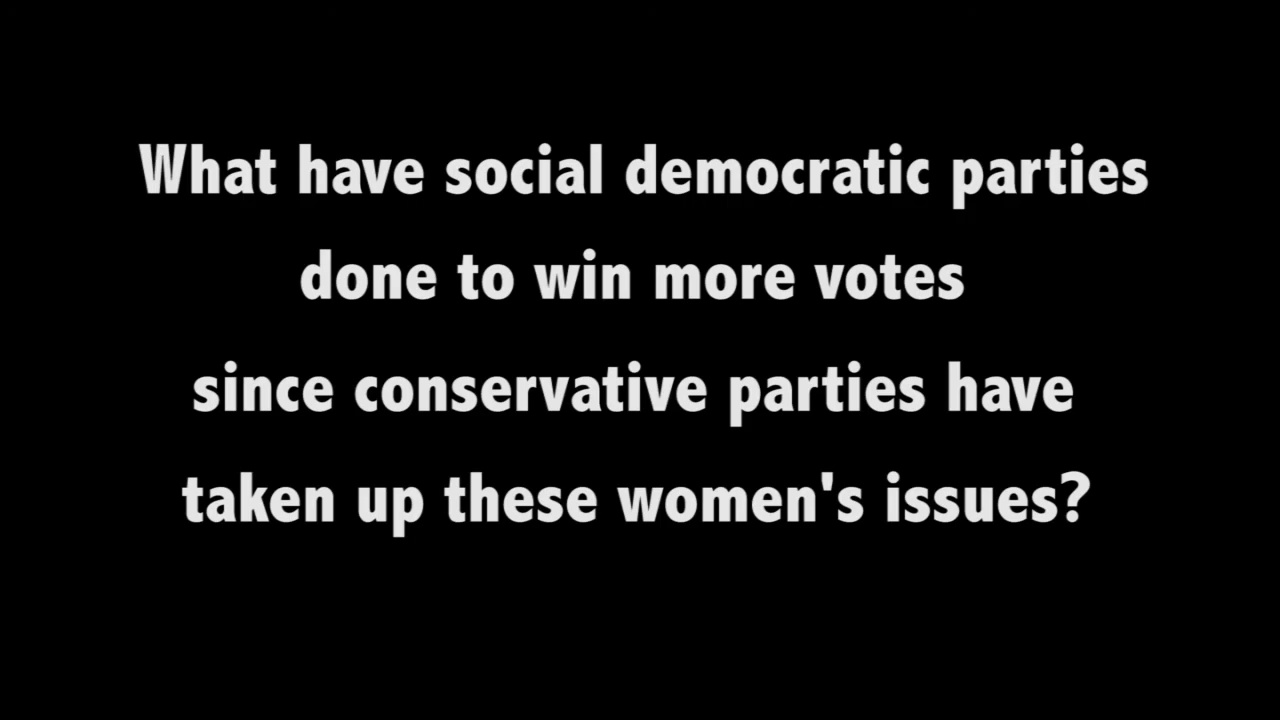 What have social democratic parties
done to win more votes
since conservative parties have
taken up these women's issues?